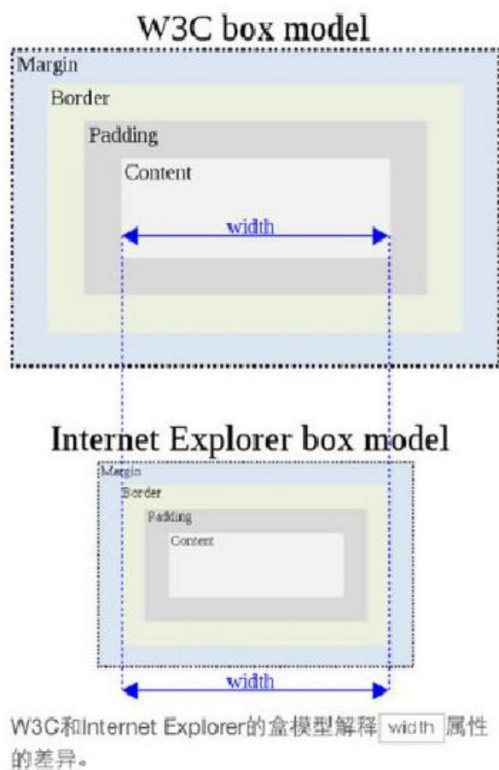 W3C box model
Margin
Border
Padding
Content
width
Internet Explorer box model
Margin
Border
Padding
Content
width
W3C和Internet Explorer的盒模型解释 width 属性
的差异。